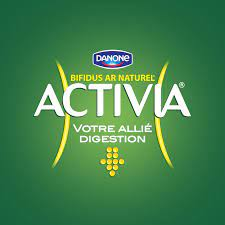 DANONE
BIFIDUS AR NATUREL
ACTIVIA®
VOTRE ALLIÉ
DIGESTION